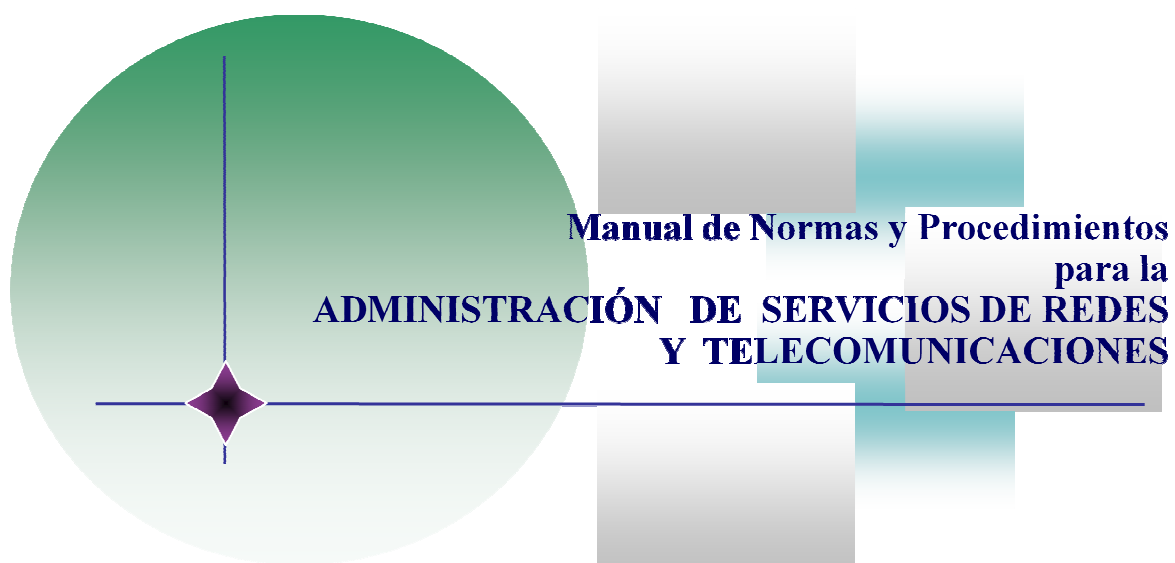 Manual de Normas y Procedimientos
para la
ADMINISTRACIÓN DE SERVICIOS DE REDES
Y TELECOMUNICACIONES